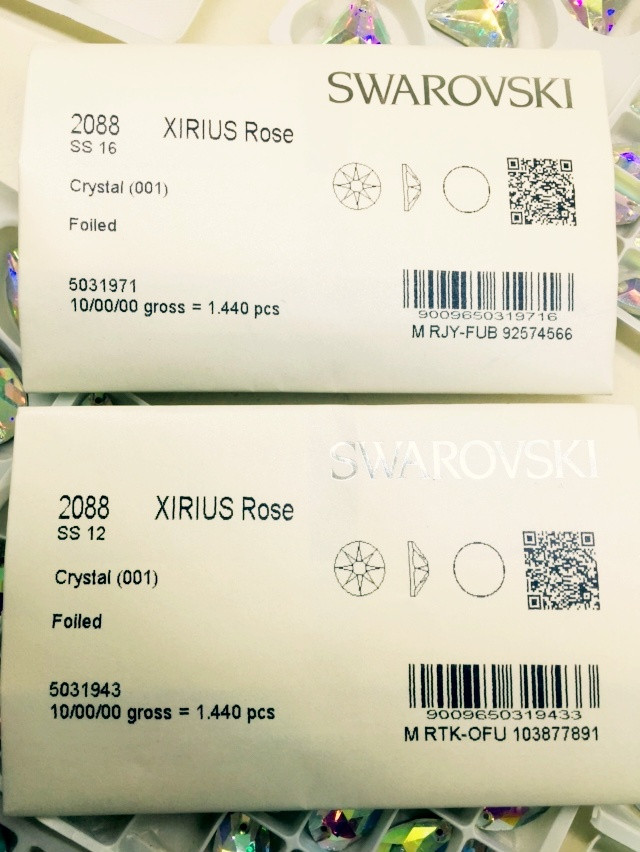 SWAROVSKI
2088 XIRIUS Rose
SS 16
Crystal (001)
Foiled
5031971
10/00/00 gross = 1.440 pcs
9009650319716
M RJY-FUB 92574566
SWAROVSKI
2088 XIRIUS Rose
SS 12
Crystal (001)
Foiled
5031943
10/00/00 gross = 1.440 pcs
9009650319433
M RTK-OFU 103877891